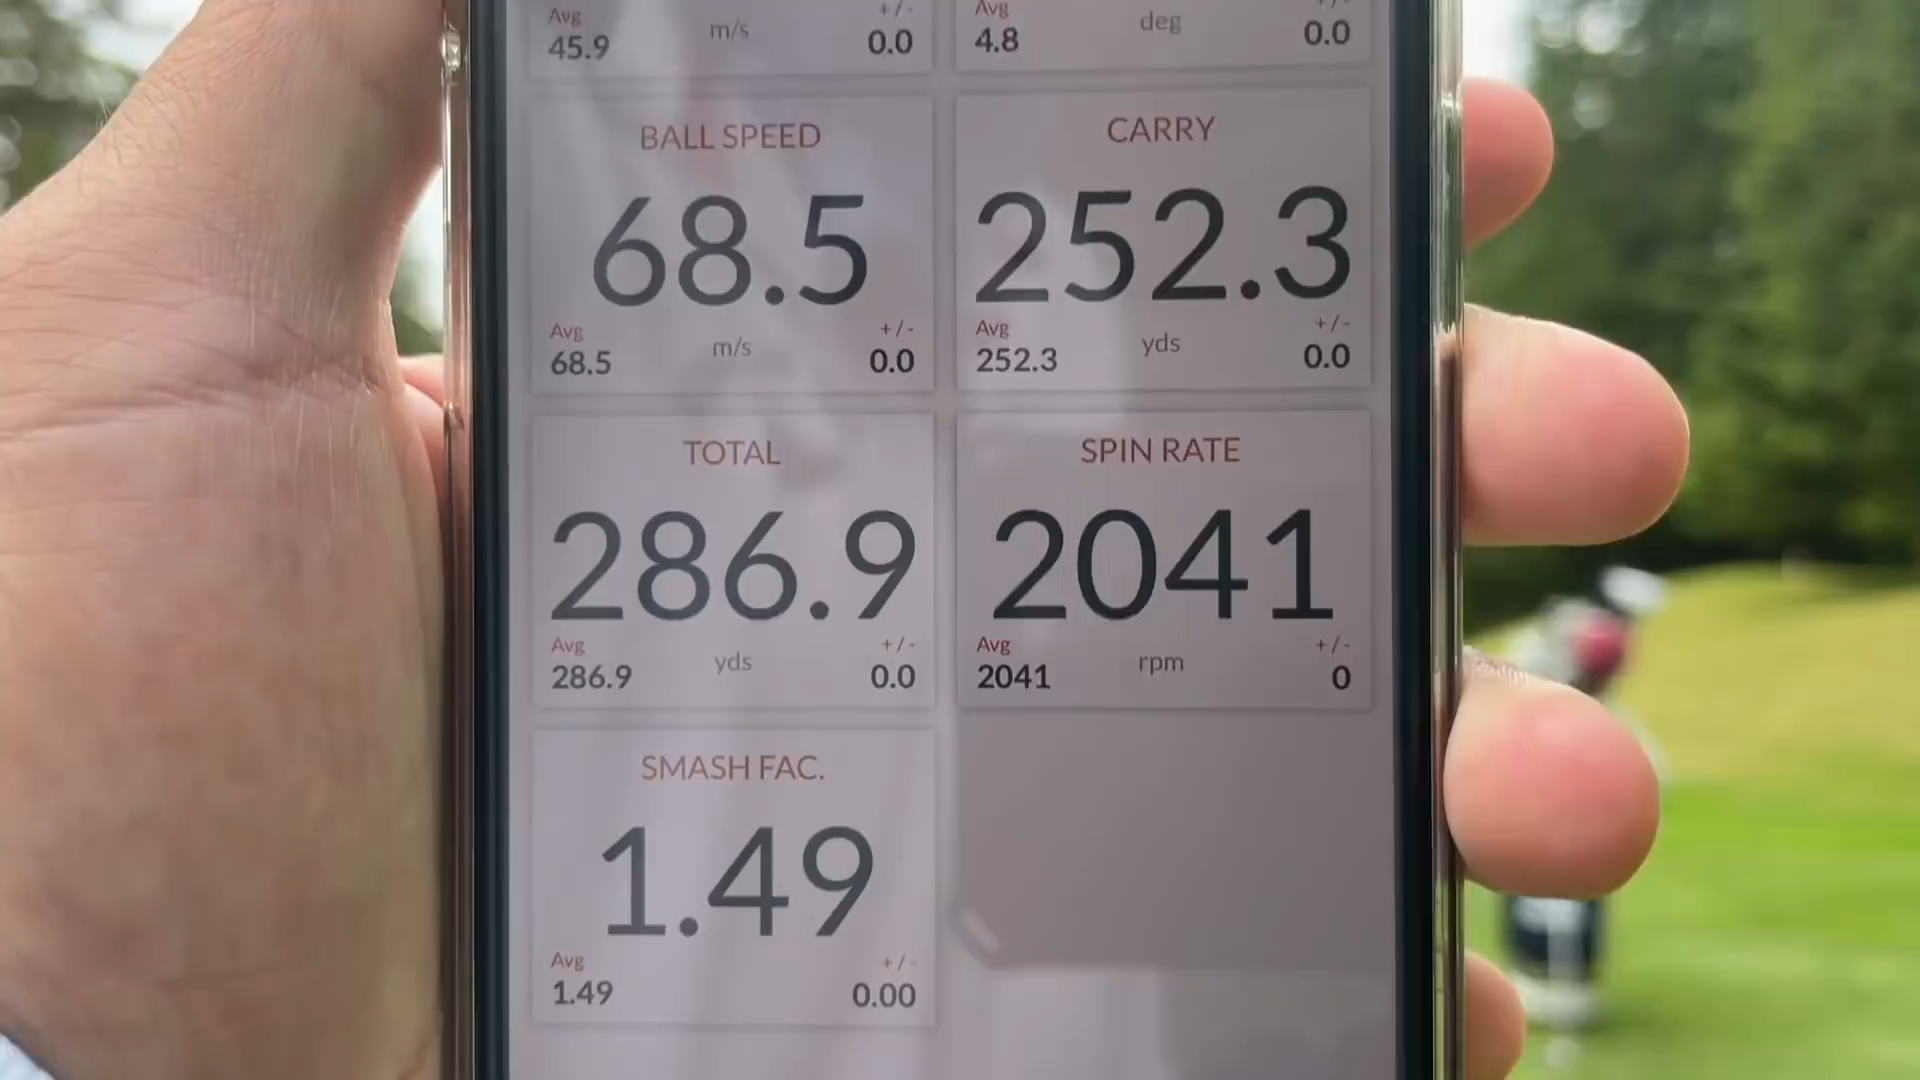 Avg m/s +/-
45.9 0.0
Avg deg +/-
4.8 0.0
BALL SPEED
68.5
Avg m/s +/-
68.5 0.0
CARRY
252.3
Avg yds +/-
252.3 0.0
TOTAL
286.9
Avg yds +/-
286.9 0.0
SPIN RATE
2041
Avg rpm +/-
2041 0
SMASH FAC.
1.49
Avg +/-
1.49 0.00